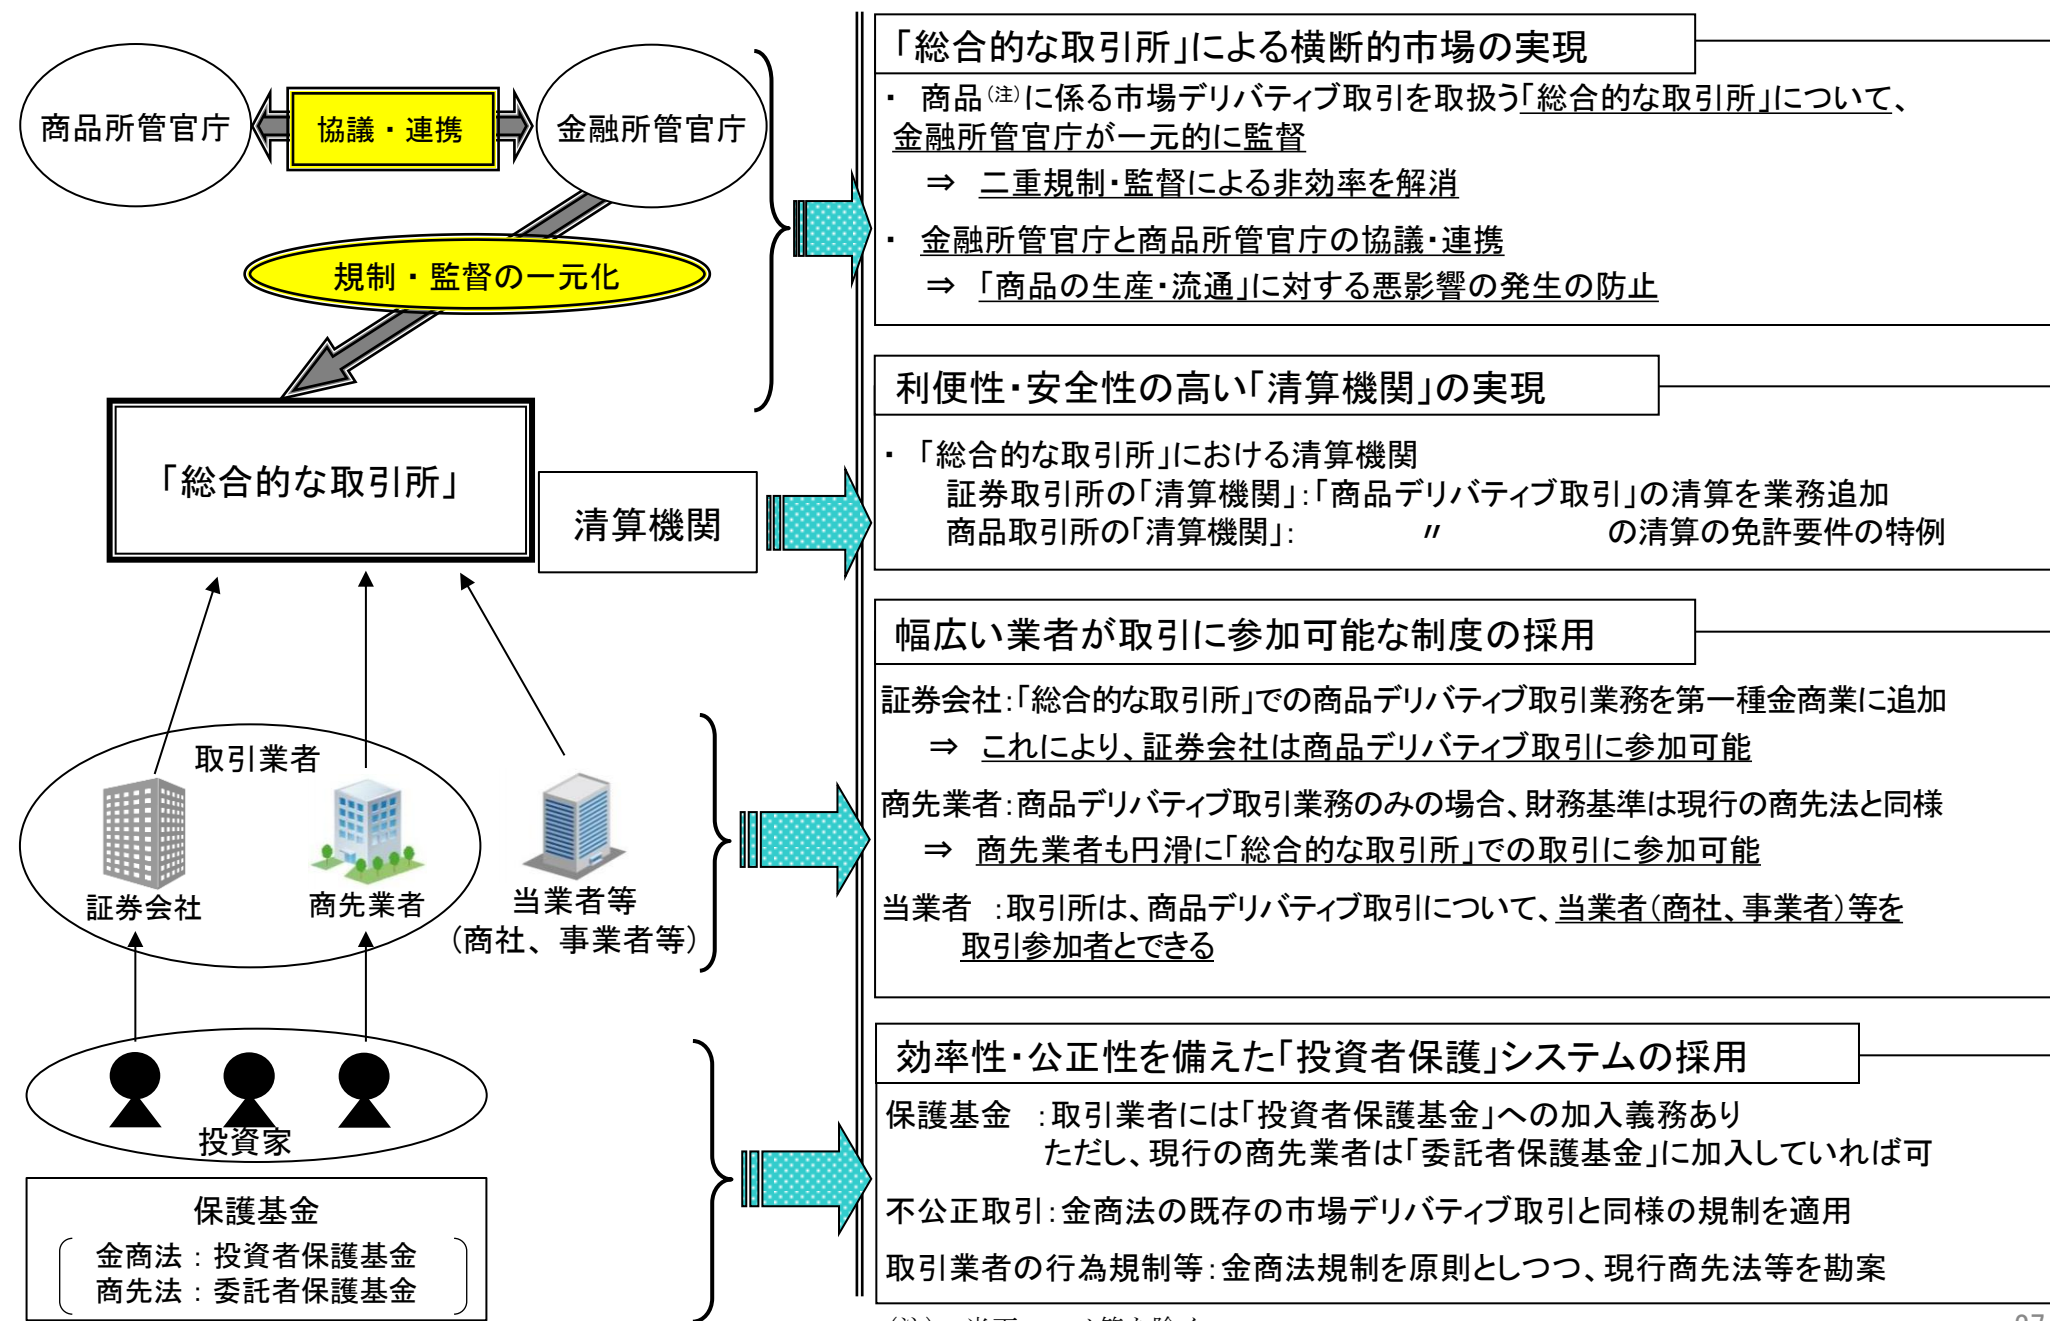 商品所管官庁
協議・連携
金融所管官庁
規制・監督の一元化
「総合的な取引所」
清算機関
取引業者
証券会社
商先業者
当業者等
(商社、事業者等)
投資家
保護基金
金商法：投資者保護基金
商先法：委託者保護基金
「総合的な取引所」による横断的市場の実現
・ 商品(注)に係る市場デリバティブ取引を取扱う「総合的な取引所」について、
金融所管官庁が一元的に監督
⇒ 二重規制・監督による非効率を解消
・ 金融所管官庁と商品所管官庁の協議・連携
⇒ 「商品の生産・流通」に対する悪影響の発生の防止
利便性・安全性の高い「清算機関」の実現
・ 「総合的な取引所」における清算機関
証券取引所の「清算機関」：「商品デリバティブ取引」の清算を業務追加
商品取引所の「清算機関」： 〃 の清算の免許要件の特例
幅広い業者が取引に参加可能な制度の採用
証券会社：「総合的な取引所」での商品デリバティブ取引業務を第一種金商業に追加
⇒ これにより、証券会社は商品デリバティブ取引に参加可能
商先業者：商品デリバティブ取引業務のみの場合、財務基準は現行の商先法と同様
⇒ 商先業者も円滑に「総合的な取引所」での取引に参加可能
当業者 ：取引所は、商品デリバティブ取引について、当業者(商社、事業者)等を
取引参加者とできる
効率性・公正性を備えた「投資者保護」システムの採用
保護基金 ：取引業者には「投資者保護基金」への加入義務あり
ただし、現行の商先業者は「委託者保護基金」に加入していれば可
不公正取引：金商法の既存の市場デリバティブ取引と同様の規制を適用
取引業者の行為規制等：金商法規制を原則としつつ、現行商先法等を勘案